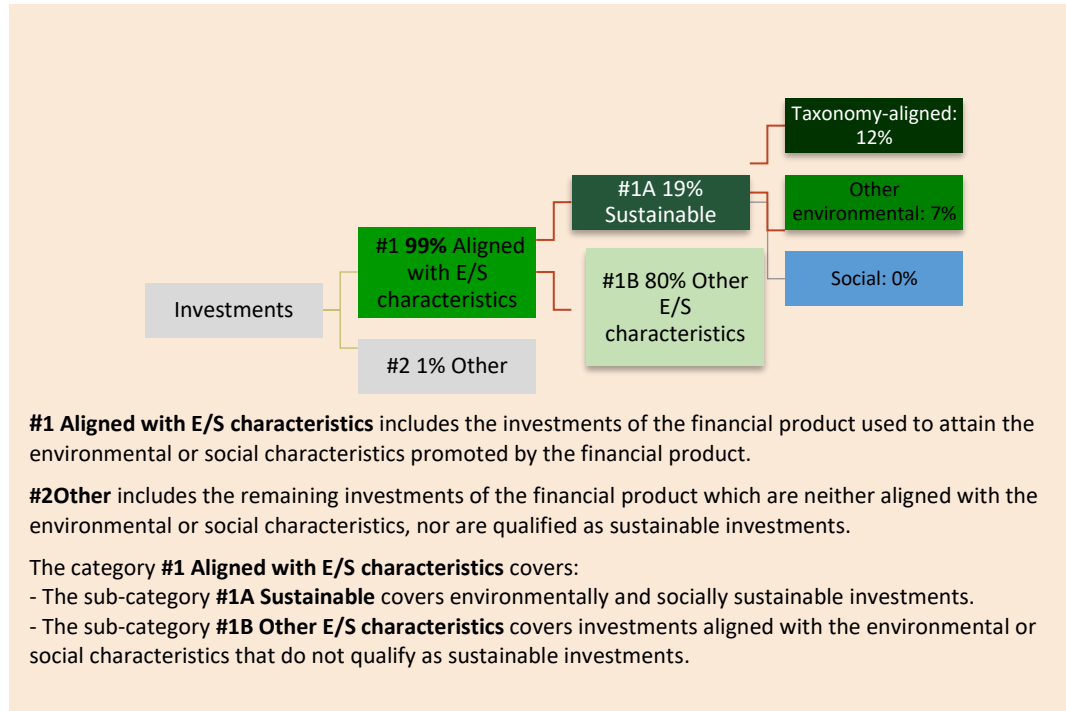 Taxonomy-aligned:
12%
#1A 19%
Sustainable
Other
environmental: 7%
#1 99% Aligned
with E/S
characteristics
#1B 80% Other
E/S
characteristics
Social: 0%
Investments
#2 1% Other
#1 Aligned with E/S characteristics includes the investments of the financial product used to attain the
environmental or social characteristics promoted by the financial product.
#2Other includes the remaining investments of the financial product which are neither aligned with the
environmental or social characteristics, nor are qualified as sustainable investments.
The category #1 Aligned with E/S characteristics covers:
- The sub-category #1A Sustainable covers environmentally and socially sustainable investments.
- The sub-category #1B Other E/S characteristics covers investments aligned with the environmental or
social characteristics that do not qualify as sustainable investments.